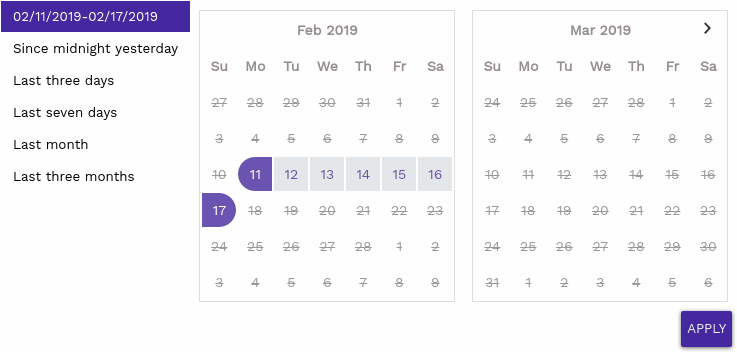 02/11/2019-02/17/2019
Since midnight yesterday
Last three days
Last seven days
Last month
Last three months
Feb 2019
Su Mo Tu We Th Fr Sa
27 28 29 30 31 1 2
3 4 5 6 7 8 9
10 11 12 13 14 15 16
17 18 19 20 21 22 23
24 25 26 27 28 1 2
3 4 5 6 7 8 9
Mar 2019
Su Mo Tu We Th Fr Sa
24 25 26 27 28 1 2
3 4 5 6 7 8 9
10 11 12 13 14 15 16
17 18 19 20 21 22 23
24 25 26 27 28 29 30
31 1 2 3 4 5 6
APPLY